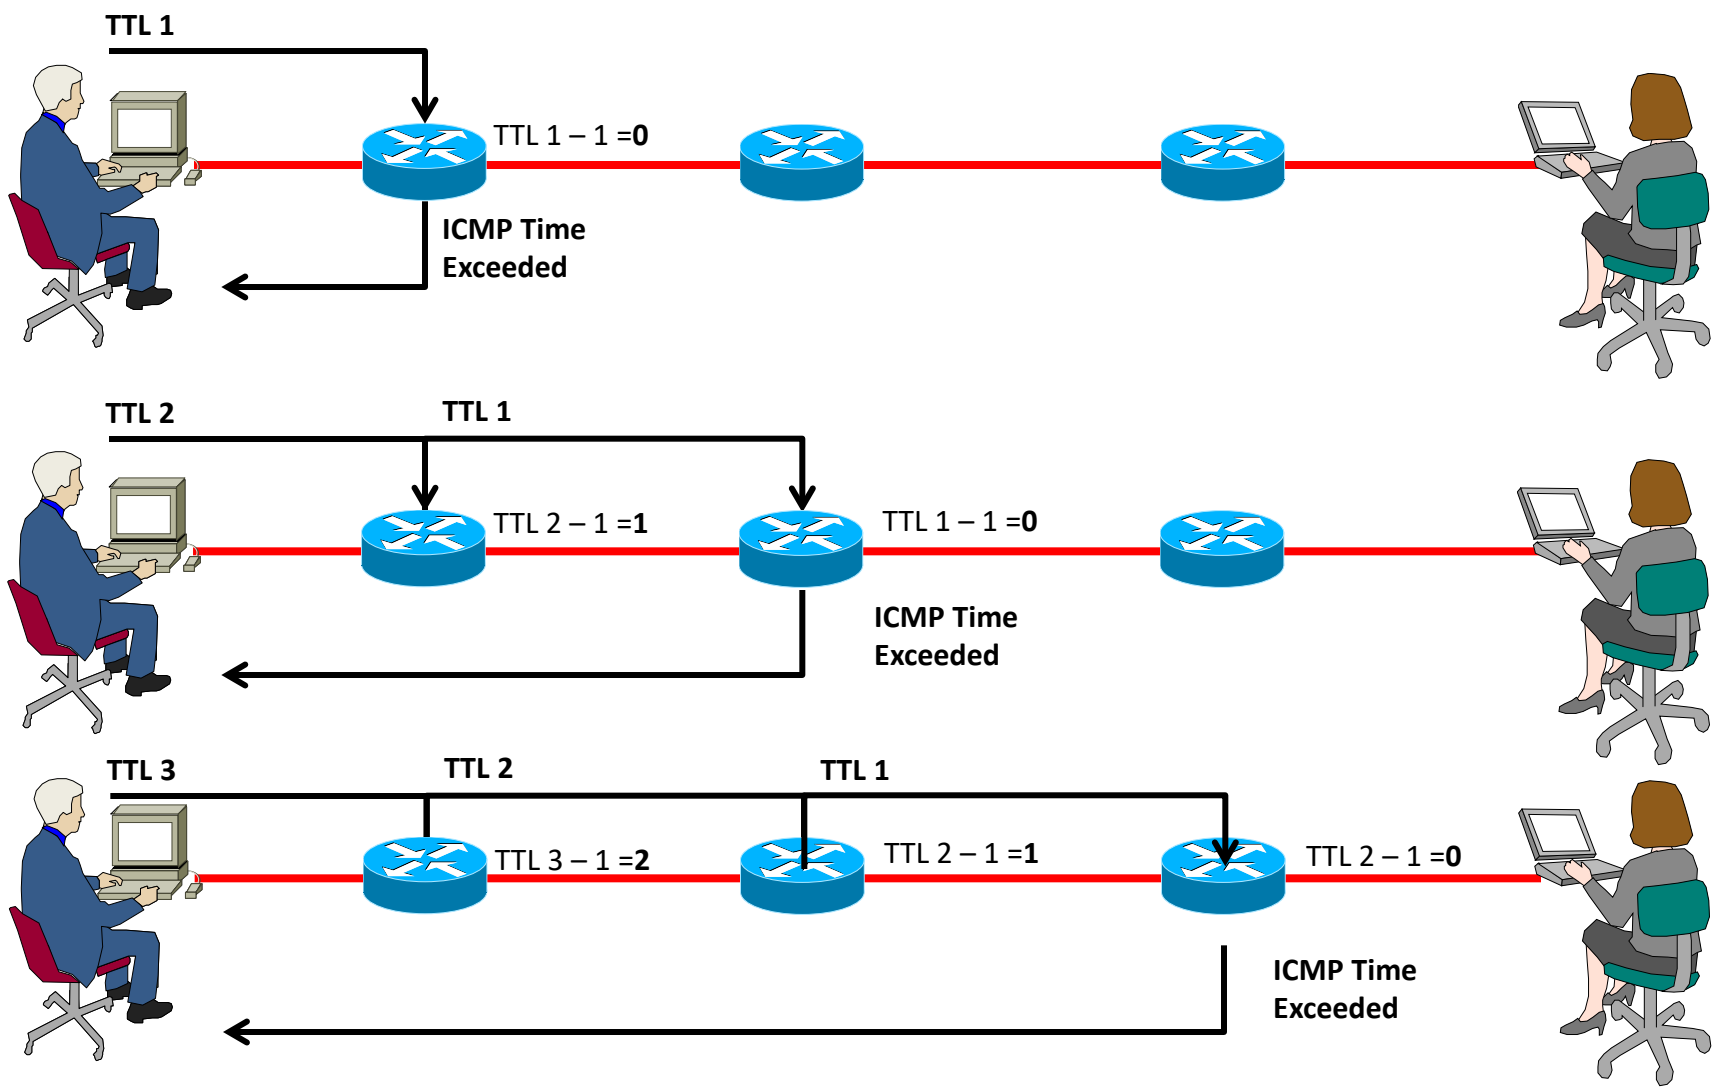 TTL 1
TTL 1 – 1 =0
ICMP Time
Exceeded
TTL 2
TTL 1
TTL 2 – 1 =1
TTL 1 – 1 =0
ICMP Time
Exceeded
TTL 3
TTL 2
TTL 1
TTL 3 – 1 =2
TTL 2 – 1 =1
TTL 2 – 1 =0
ICMP Time
Exceeded